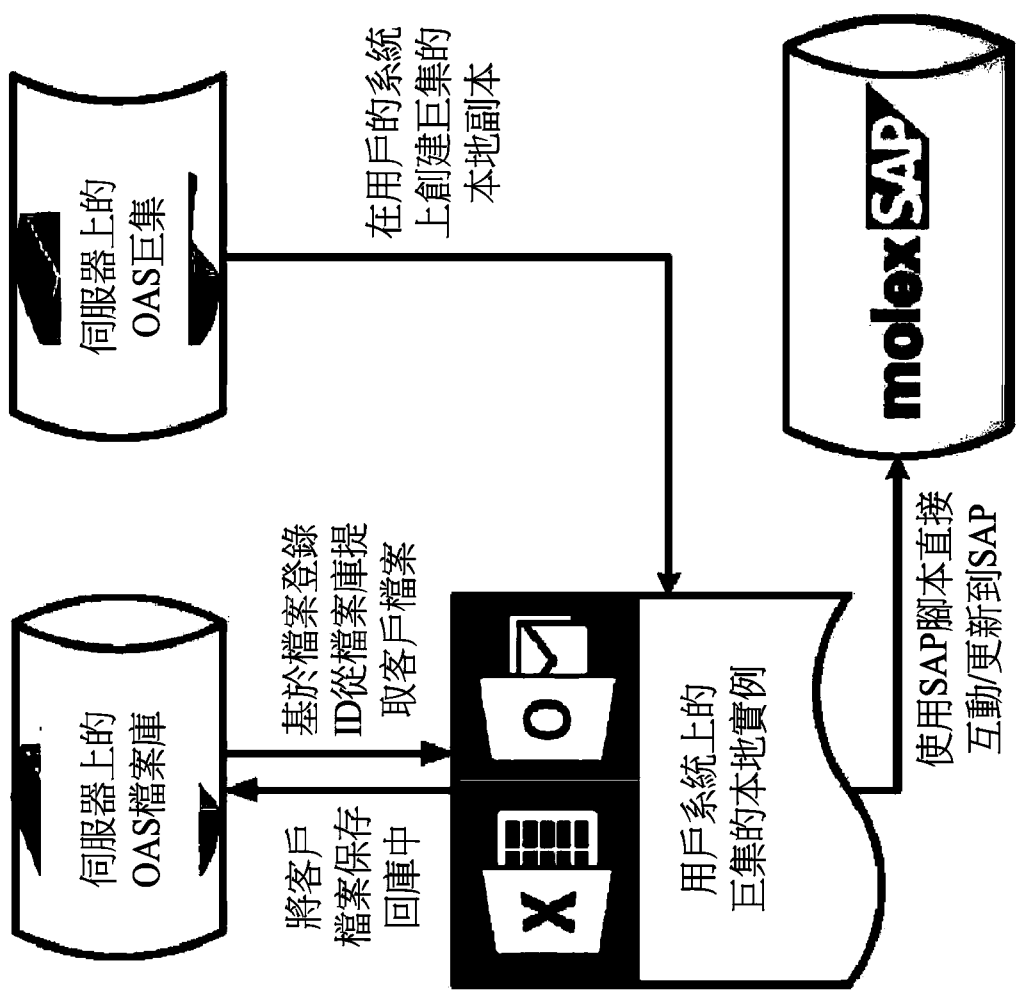 伺服器上的
OAS檔案庫
伺服器上的
OAS巨集
將客戶
檔案保存
回庫中
基於檔案登錄
ID從檔案庫提
取客戶檔案
在用戶的系統
上創建巨集的
本地副本
X
O
用戶系統上的
巨集的本地實例
使用SAP腳本直接
互動/更新到SAP
molex SAP